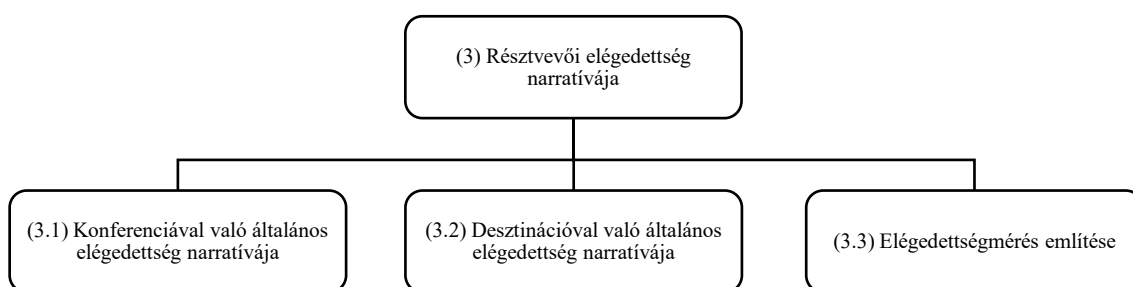 (3) Résztvevői elégedettség
narratívája
(3.1) Konferenciával való általános
elégedettség narratívája
(3.2) Desztinációval való általános
elégedettség narratívája
(3.3) Elégedettségmérés említése